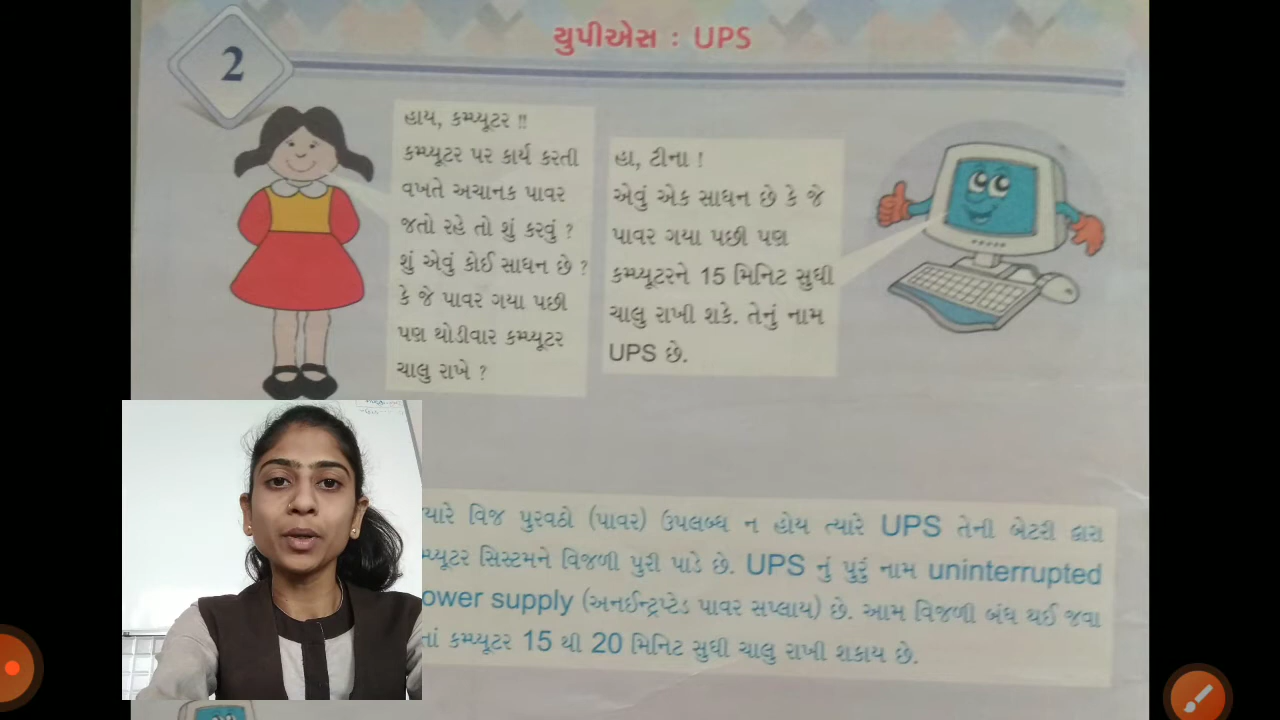 2
યુપીએસ : UPS
હાય, કમ્પ્યૂટર !!
કમ્પ્યૂટર પર કાર્ય કરતી
વખતે અચાનક પાવર
જતો રહે તો શું કરવું ?
શું એવું કોઈ સાધન છે ?
કે જે પાવર ગયા પછી
પણ થોડીવાર કમ્પ્યૂટર
ચાલુ રાખે ?
હા, ટીના !
એવું એક સાધન છે કે જે
પાવર ગયા પછી પણ
કમ્પ્યૂટરને 15 મિનિટ સુધી
ચાલુ રાખી શકે. તેનું નામ
UPS છે.
વિજ પુરવઠો (પાવર) ઉપલબ્ધ ન હોય ત્યારે UPS તેની બેટરી દ્વારા
સિસ્ટમને વિજળી પુરી પાડે છે. UPS નું પુરું નામ uninterrupted
supply (અનઈન્ટ્રપ્ટેડ પાવર સપ્લાય) છે. આમ વિજળી બંધ થઈ જવા
કમ્પ્યૂટર 15 થી 20 મિનિટ સુધી ચાલુ રાખી શકાય છે.